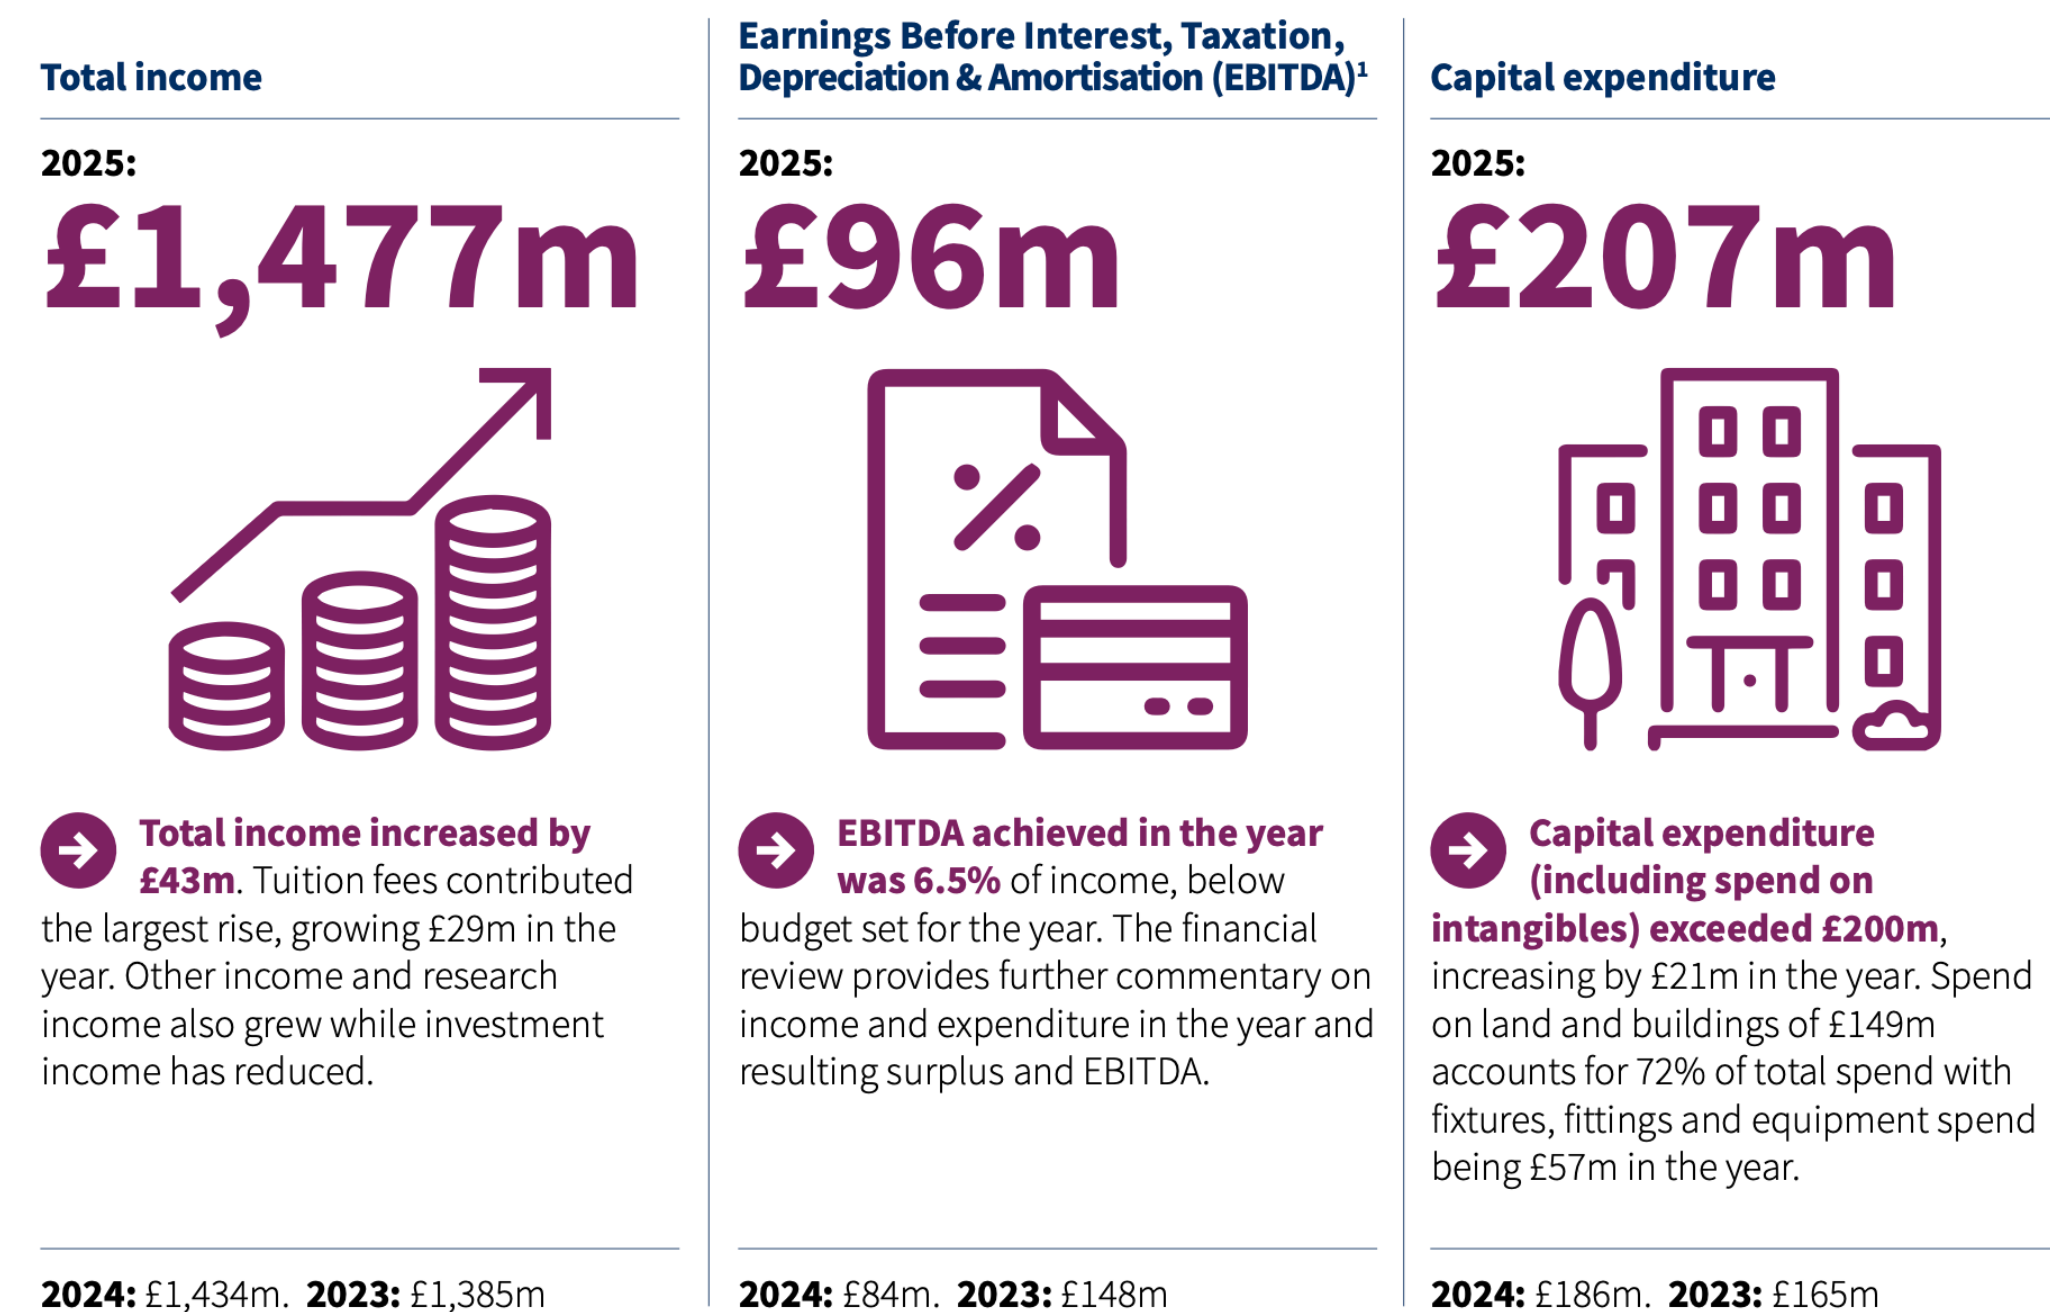 Total income
2025:
£1,477m
Total income increased by
£43m. Tuition fees contributed
the largest rise, growing £29m in the
year. Other income and research
income also grew while investment
income has reduced.
2024: £1,434m. 2023: £1,385m
Earnings Before Interest, Taxation,
Depreciation & Amortisation (EBITDA)¹
2025:
£96m
%
EBITDA achieved in the year
was 6.5% of income, below
budget set for the year. The financial
review provides further commentary on
income and expenditure in the year and
resulting surplus and EBITDA.
2024: £84m. 2023: £148m
Capital expenditure
2025:
£207m
Capital expenditure
(including spend on
intangibles) exceeded £200m,
increasing by £21m in the year. Spend
on land and buildings of £149m
accounts for 72% of total spend with
fixtures, fittings and equipment spend
being £57m in the year.
2024: £186m. 2023: £165m